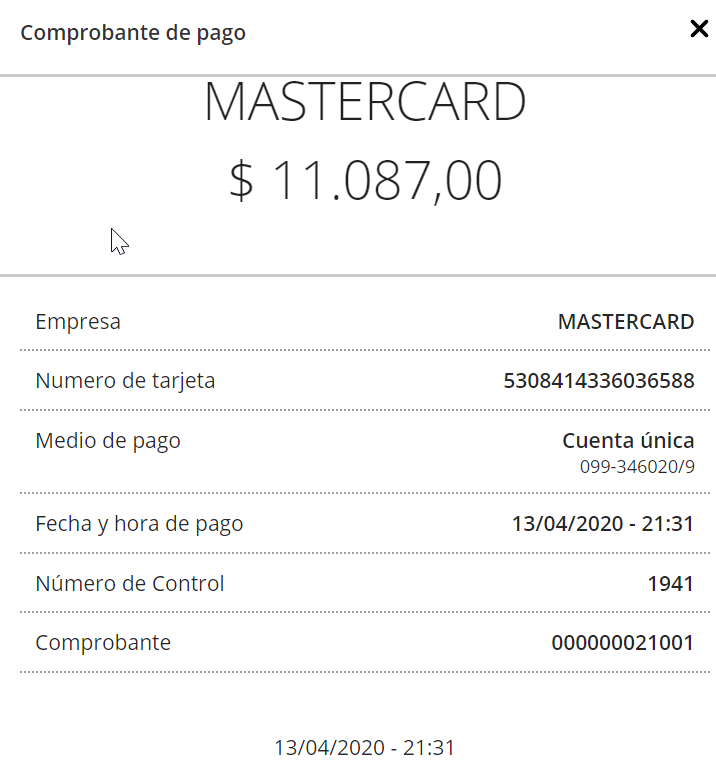 Comprobante de pago
MASTERCARD
$ 11.087,00
Empresa MASTERCARD
Numero de tarjeta 5308414336036588
Medio de pago Cuenta única
099-346020/9
Fecha y hora de pago 13/04/2020 - 21:31
Número de Control 1941
Comprobante 000000021001
13/04/2020 - 21:31